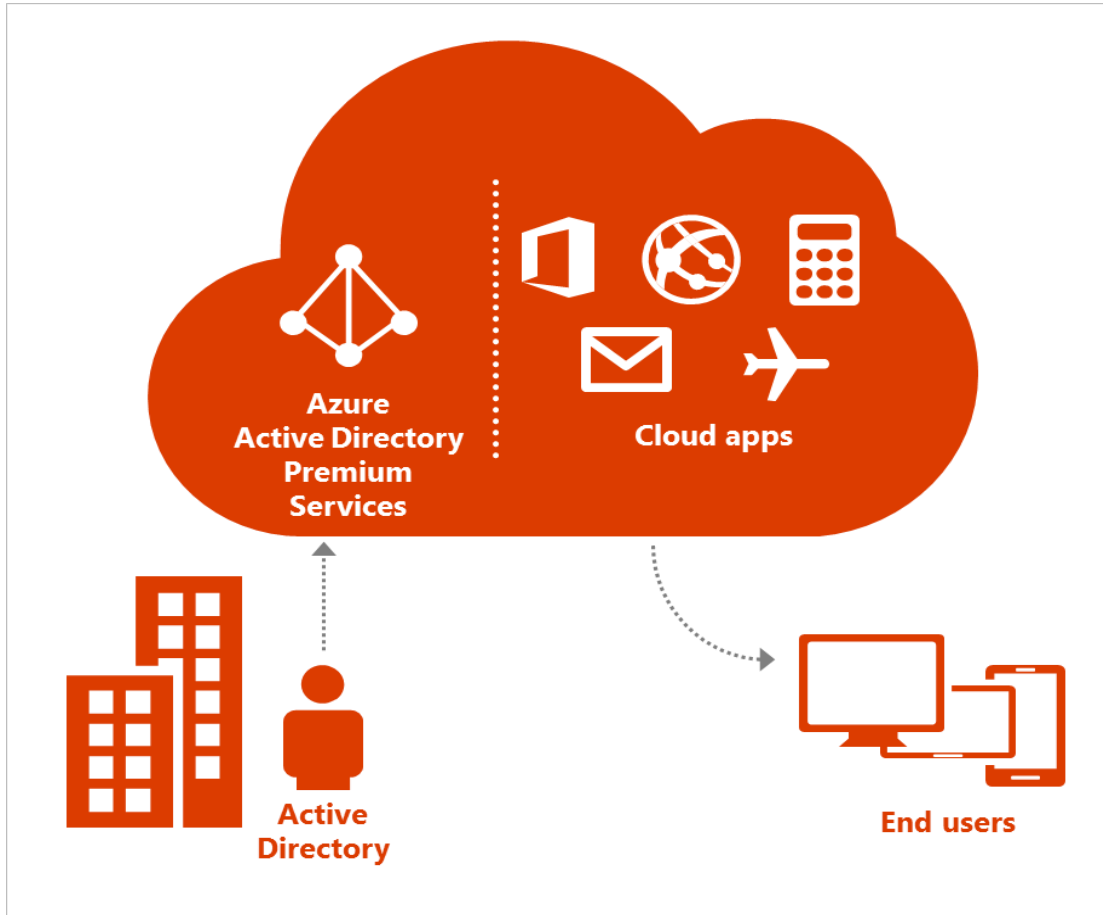 Azure
Active Directory
Premium
Services
Cloud apps
Active
Directory
End users